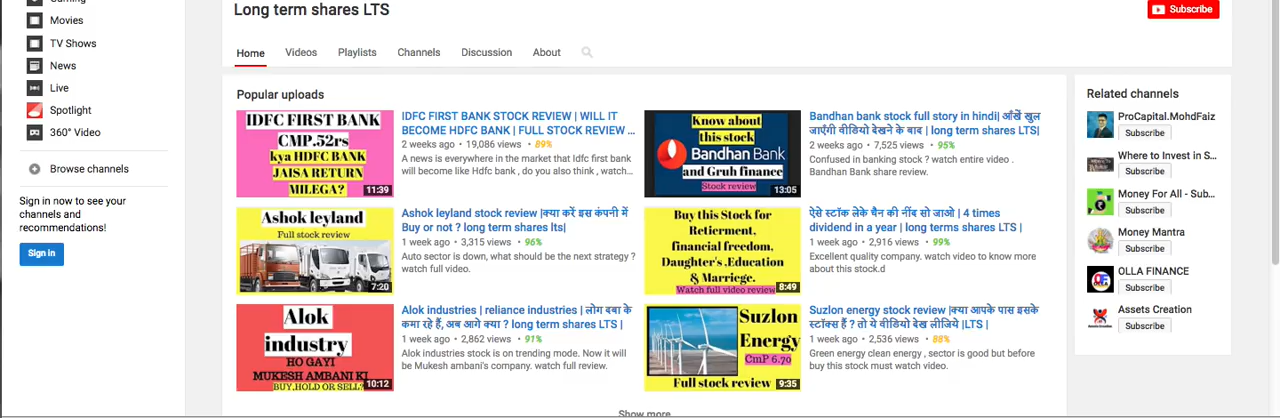 Long term shares LTS
Subscribe
Movies
TV Shows
News
Live
Spotlight
360° Video
Browse channels
Sign in now to see your
channels and
recommendations!
Sign in
Home Videos Playlists Channels Discussion About
Popular uploads
IDFC FIRST BANK
CMP.52rs
kya HDFC BANK
JAISA RETURN
MILEGA?
11:39
IDFC FIRST BANK STOCK REVIEW | WILL IT
BECOME HDFC BANK | FULL STOCK REVIEW ...
2 weeks ago • 19,086 views • 89%
A news is everywhere in the market that Idfc first bank
will become like Hdfc bank , do you also think , watch...
Know about
this stock
Bandhan Bank
and Gruh finance
Stock review
13:05
Bandhan bank stock full story in hindi| आँखें खुल
जाएँगी वीडियो देखने के बाद | long term shares LTS|
2 weeks ago • 7,525 views • 95%
Confused in banking stock ? watch entire video .
Bandhan Bank share review.
Ashok leyland
Full stock review
7:20
Ashok leyland stock review |क्या करें इस कंपनी में
Buy or not ? long term shares lts|
1 week ago • 3,315 views • 96%
Auto sector is down, what should be the next strategy ?
watch full video.
Buy this Stock for
Retierment,
financial freedom,
Daughter's ,Education
& Marriege.
Watch full video review
8:49
ऐसे स्टॉक लेके चैन की नींब सो जाओ | 4 times
dividend in a year | long terms shares LTS |
1 week ago • 2,916 views • 99%
Excellent quality company. watch video to know more
about this stock.d
Alok
industry
HO GAYI
MUKESH AMBANI KI
BUY,HOLD OR SELL?
10:12
Alok industries | reliance industries | लोग बबा के
कमा रहे हैं, अब आगे क्या ? long term shares LTS |
1 week ago • 2,862 views • 91%
Alok industries stock is on trending mode. Now it will
be Mukesh ambani's company. watch full review.
Suzlon
Energy
CmP 6.70
Full stock review
9:35
Suzlon energy stock review |क्या आपके पास इसके
स्टॉक्स हैं ? तो ये वीडियो बेख लीजिये |LTS |
1 week ago • 2,536 views • 88%
Green energy clean energy , sector is good but before
buy this stock must watch video.
Show more
Related channels
ProCapital.MohdFaiz
Subscribe
Where to Invest in S...
Subscribe
Money For All - Sub...
Subscribe
Money Mantra
Subscribe
OLLA FINANCE
Subscribe
Assets Creation
Subscribe